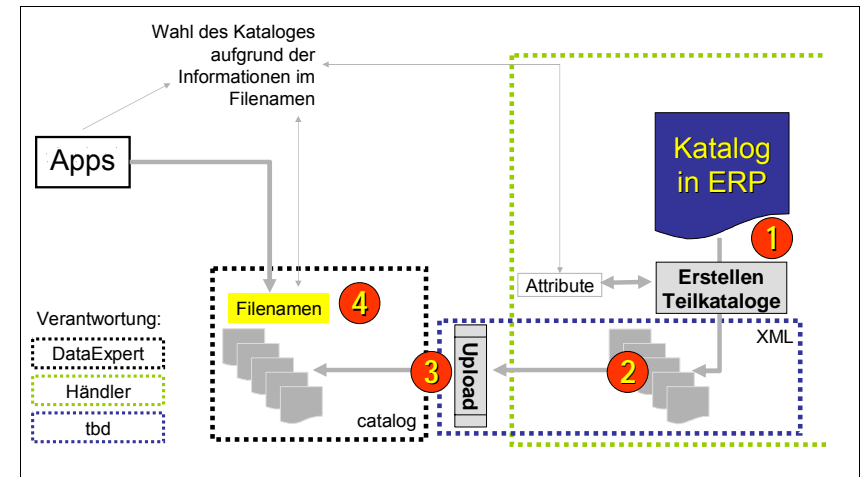 Wahl des Kataloges
aufgrund der
Informationen im
Filenamen
Apps
Katalog
in ERP
1
Attribute
Erstellen
Teilkataloge
Filenamen
4
Verantwortung:
DataExpert
Händler
tbd
XML
Upload
3
2
catalog